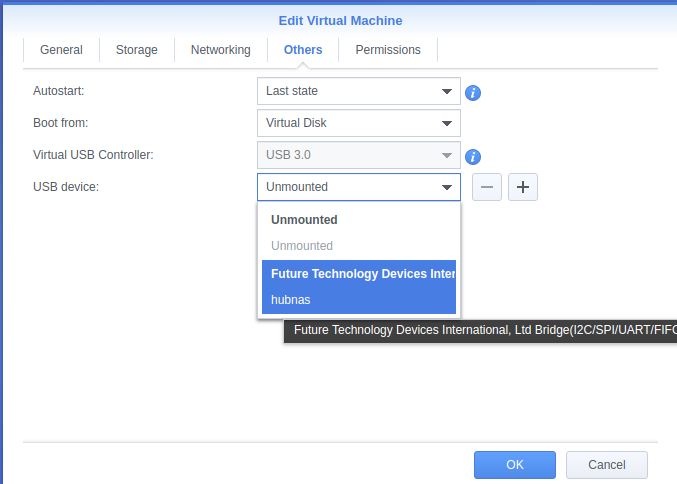 Edit Virtual Machine
General Storage Networking Others Permissions
Autostart: Last state
Boot from: Virtual Disk
Virtual USB Controller: USB 3.0
USB device: Unmounted
Unmounted
Unmounted
Future Technology Devices Inter
hubnas
Future Technology Devices International, Ltd Bridge(I2C/SPI/UART/FIFO
OK Cancel